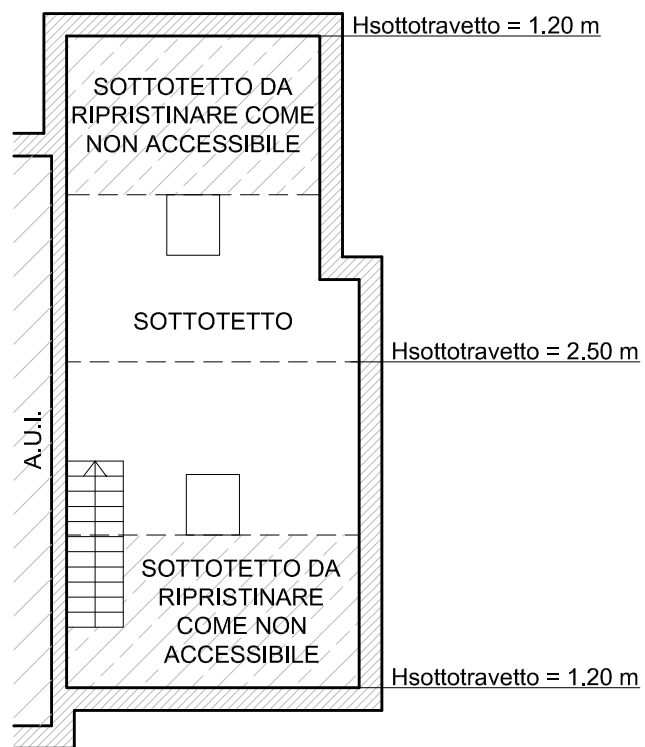 Hsottotravetto = 1.20 m
SOTTOTETTO DA
RIPRISTINARE COME
NON ACCESSIBILE
SOTTOTETTO
Hsottotravetto = 2.50 m
A.U.I.
SOTTOTETTO DA
RIPRISTINARE
COME NON
ACCESSIBILE
Hsottotravetto = 1.20 m